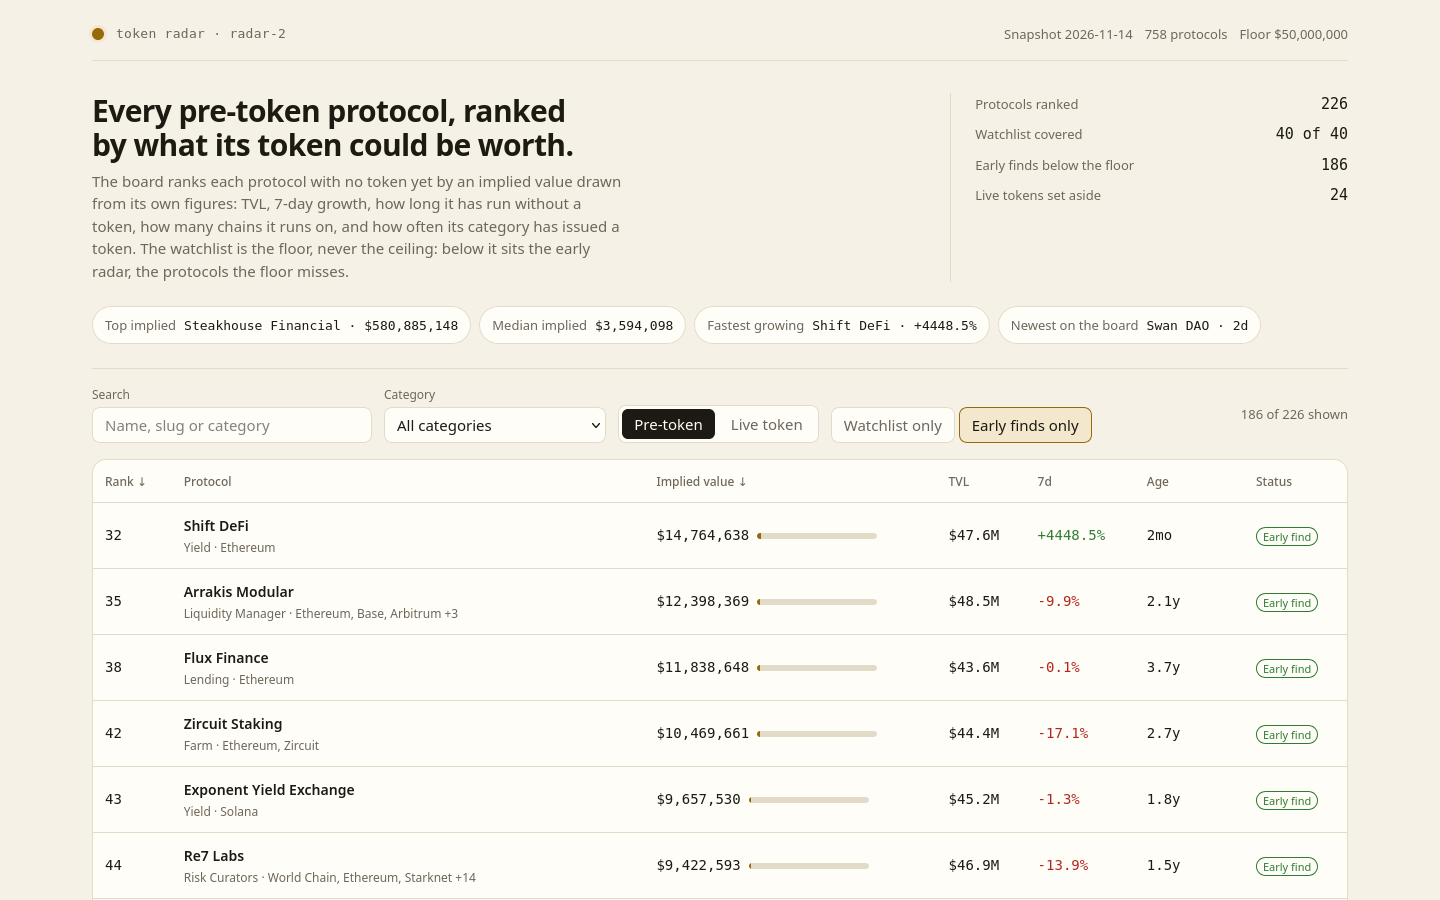 token radar · radar-2
Snapshot 2026-11-14 758 protocols Floor $50,000,000
Every pre-token protocol, ranked
by what its token could be worth.
The board ranks each protocol with no token yet by an implied value drawn
from its own figures: TVL, 7-day growth, how long it has run without a
token, how many chains it runs on, and how often its category has issued a
token. The watchlist is the floor, never the ceiling: below it sits the early
radar, the protocols the floor misses.
Protocols ranked 226
Watchlist covered 40 of 40
Early finds below the floor 186
Live tokens set aside 24
Top implied Steakhouse Financial · $580,885,148
Median implied $3,594,098
Fastest growing Shift DeFi · +4448.5%
Newest on the board Swan DAO · 2d
Search
Category
Name, slug or category
All categories
Pre-token
Live token
Watchlist only
Early finds only
186 of 226 shown
Rank ↓ Protocol Implied value ↓ TVL 7d Age Status
32 Shift DeFi $14,764,638 $47.6M +4448.5% 2mo Early find
Yield · Ethereum
35 Arrakis Modular $12,398,369 $48.5M -9.9% 2.1y Early find
Liquidity Manager · Ethereum, Base, Arbitrum +3
38 Flux Finance $11,838,648 $43.6M -0.1% 3.7y Early find
Lending · Ethereum
42 Zircuit Staking $10,469,661 $44.4M -17.1% 2.7y Early find
Farm · Ethereum, Zircuit
43 Exponent Yield Exchange $9,657,530 $45.2M -1.3% 1.8y Early find
Yield · Solana
44 Re7 Labs $9,422,593 $46.9M -13.9% 1.5y Early find
Risk Curators · World Chain, Ethereum, Starknet +14